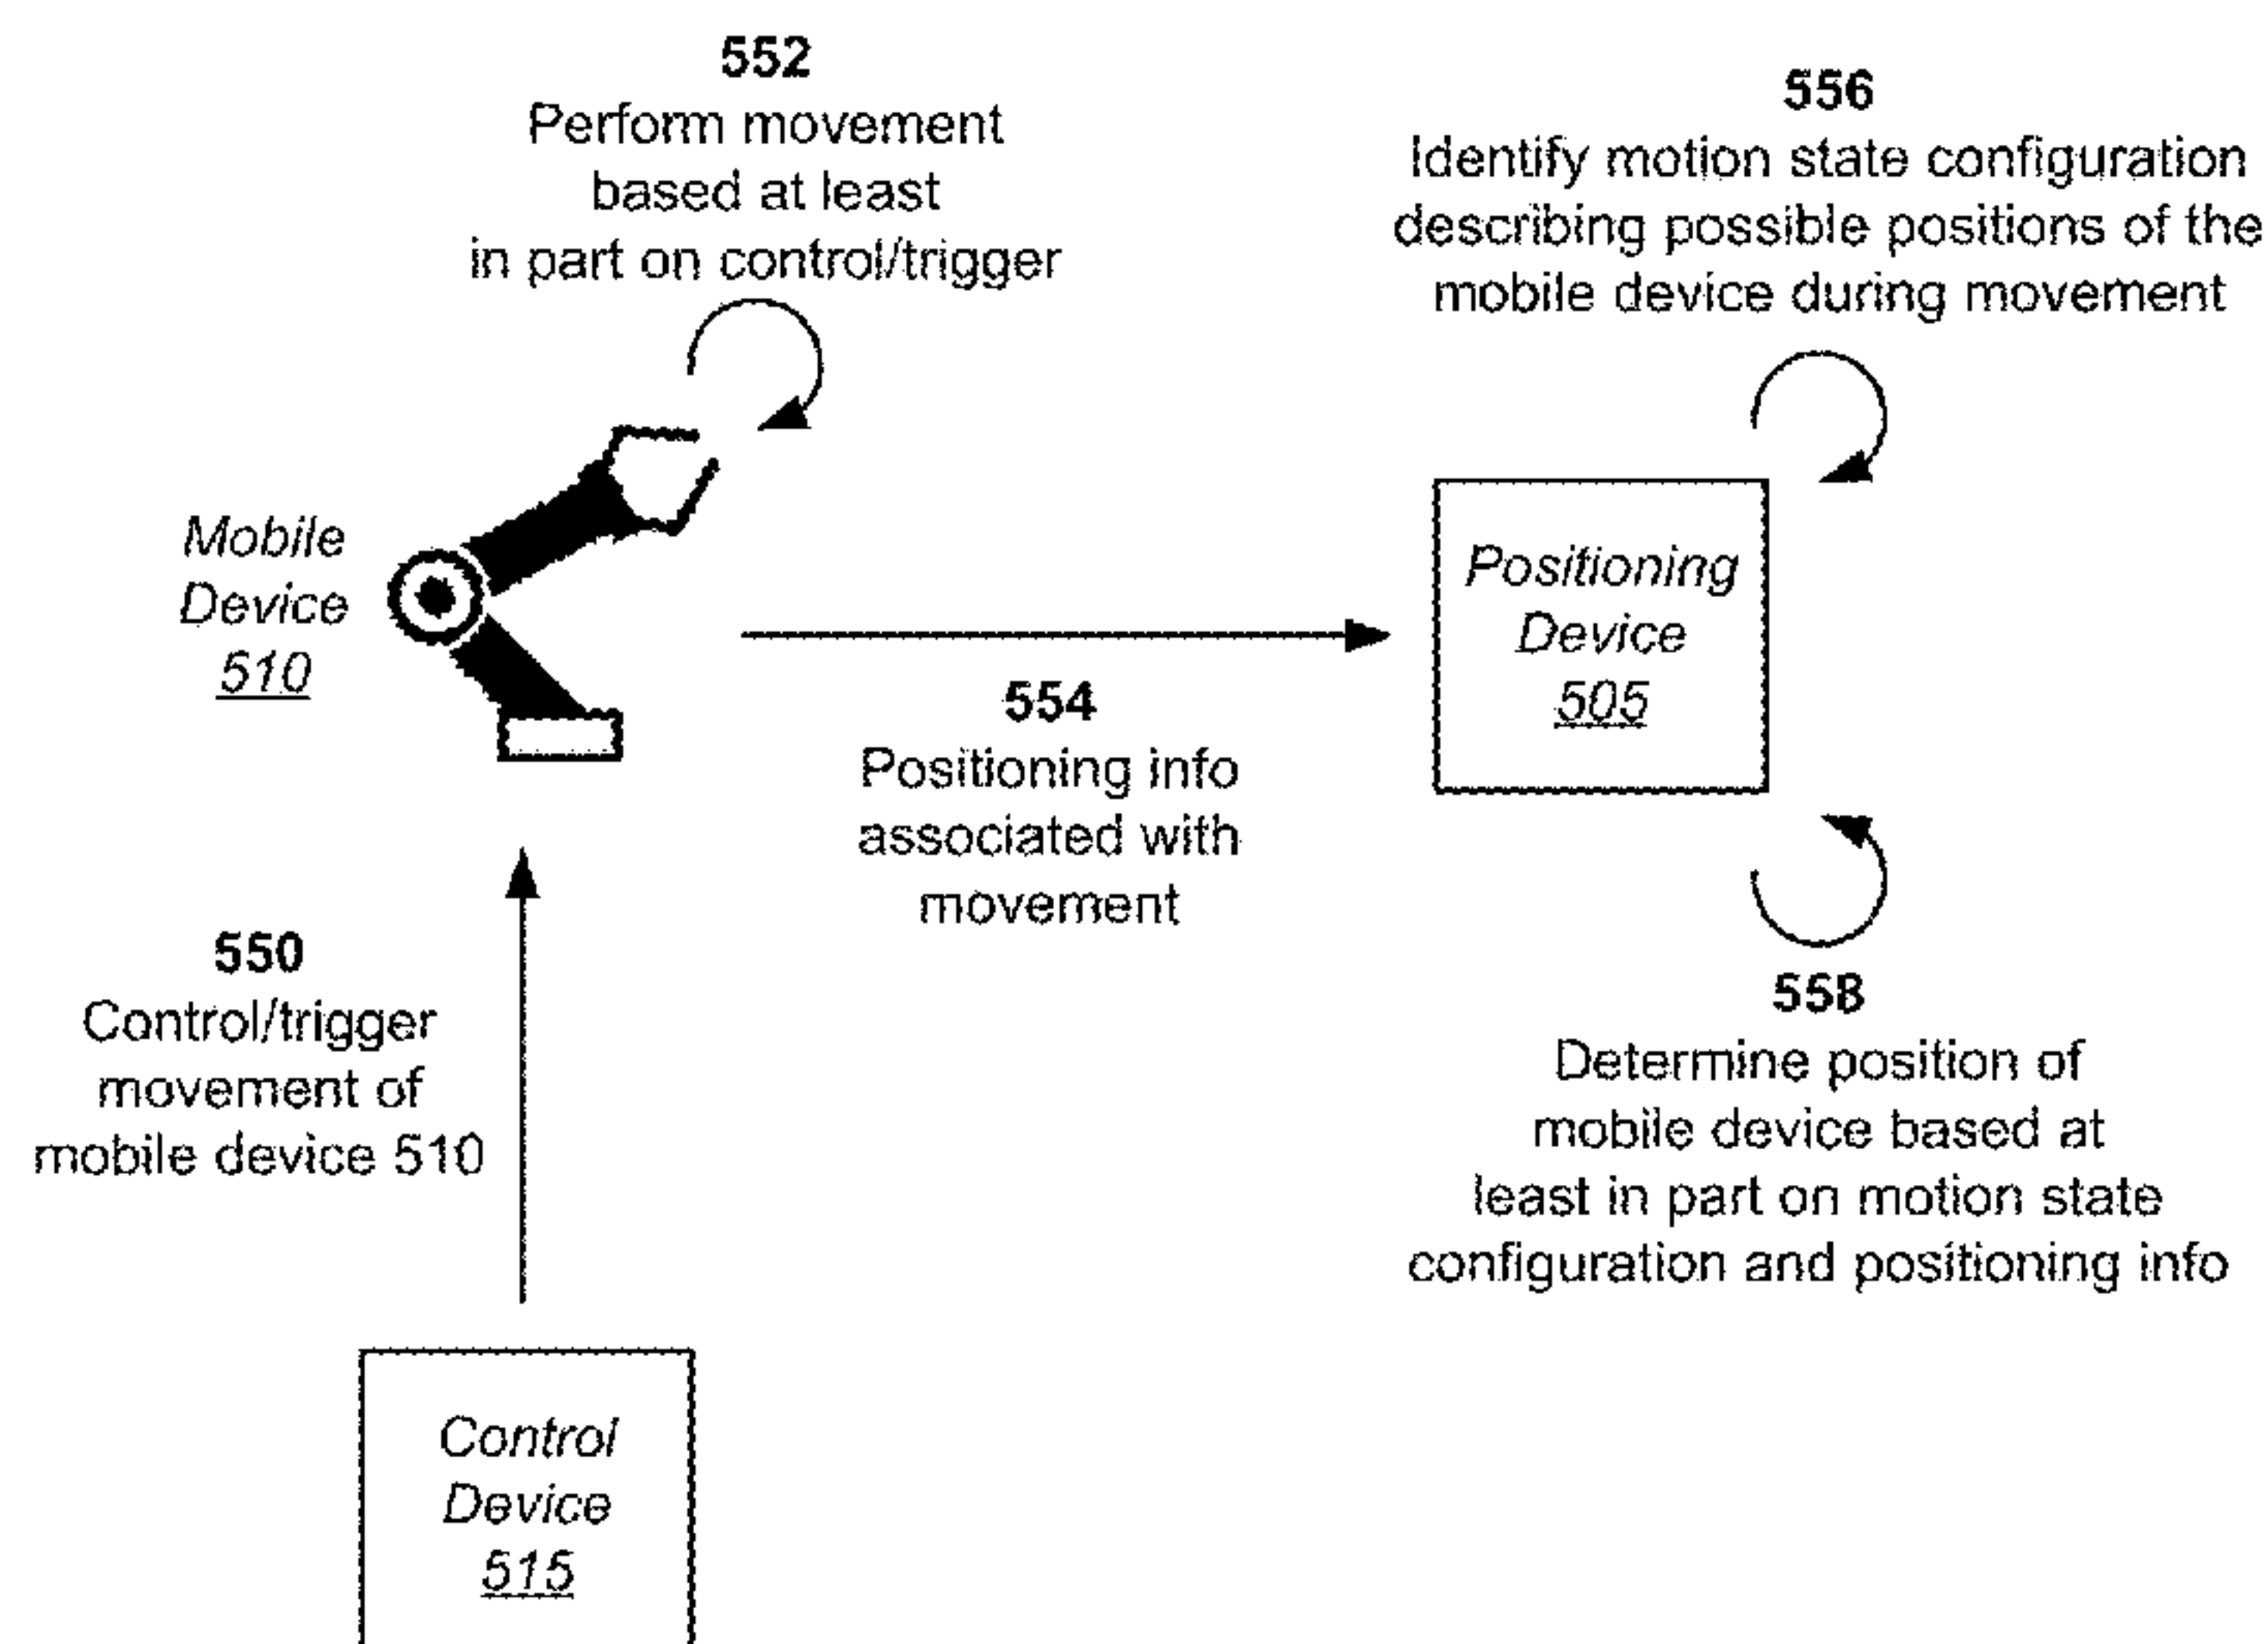 552
Perform movement
based at least
in part on control/trigger
556
Identify motion state configuration
describing possible positions of the
mobile device during movement
Mobile
Device
510
Positioning
Device
505
554
Positioning info
associated with
movement
550
Control/trigger
movement of
mobile device 510
558
Determine position of
mobile device based at
least in part on motion state
configuration and positioning info
Control
Device
515